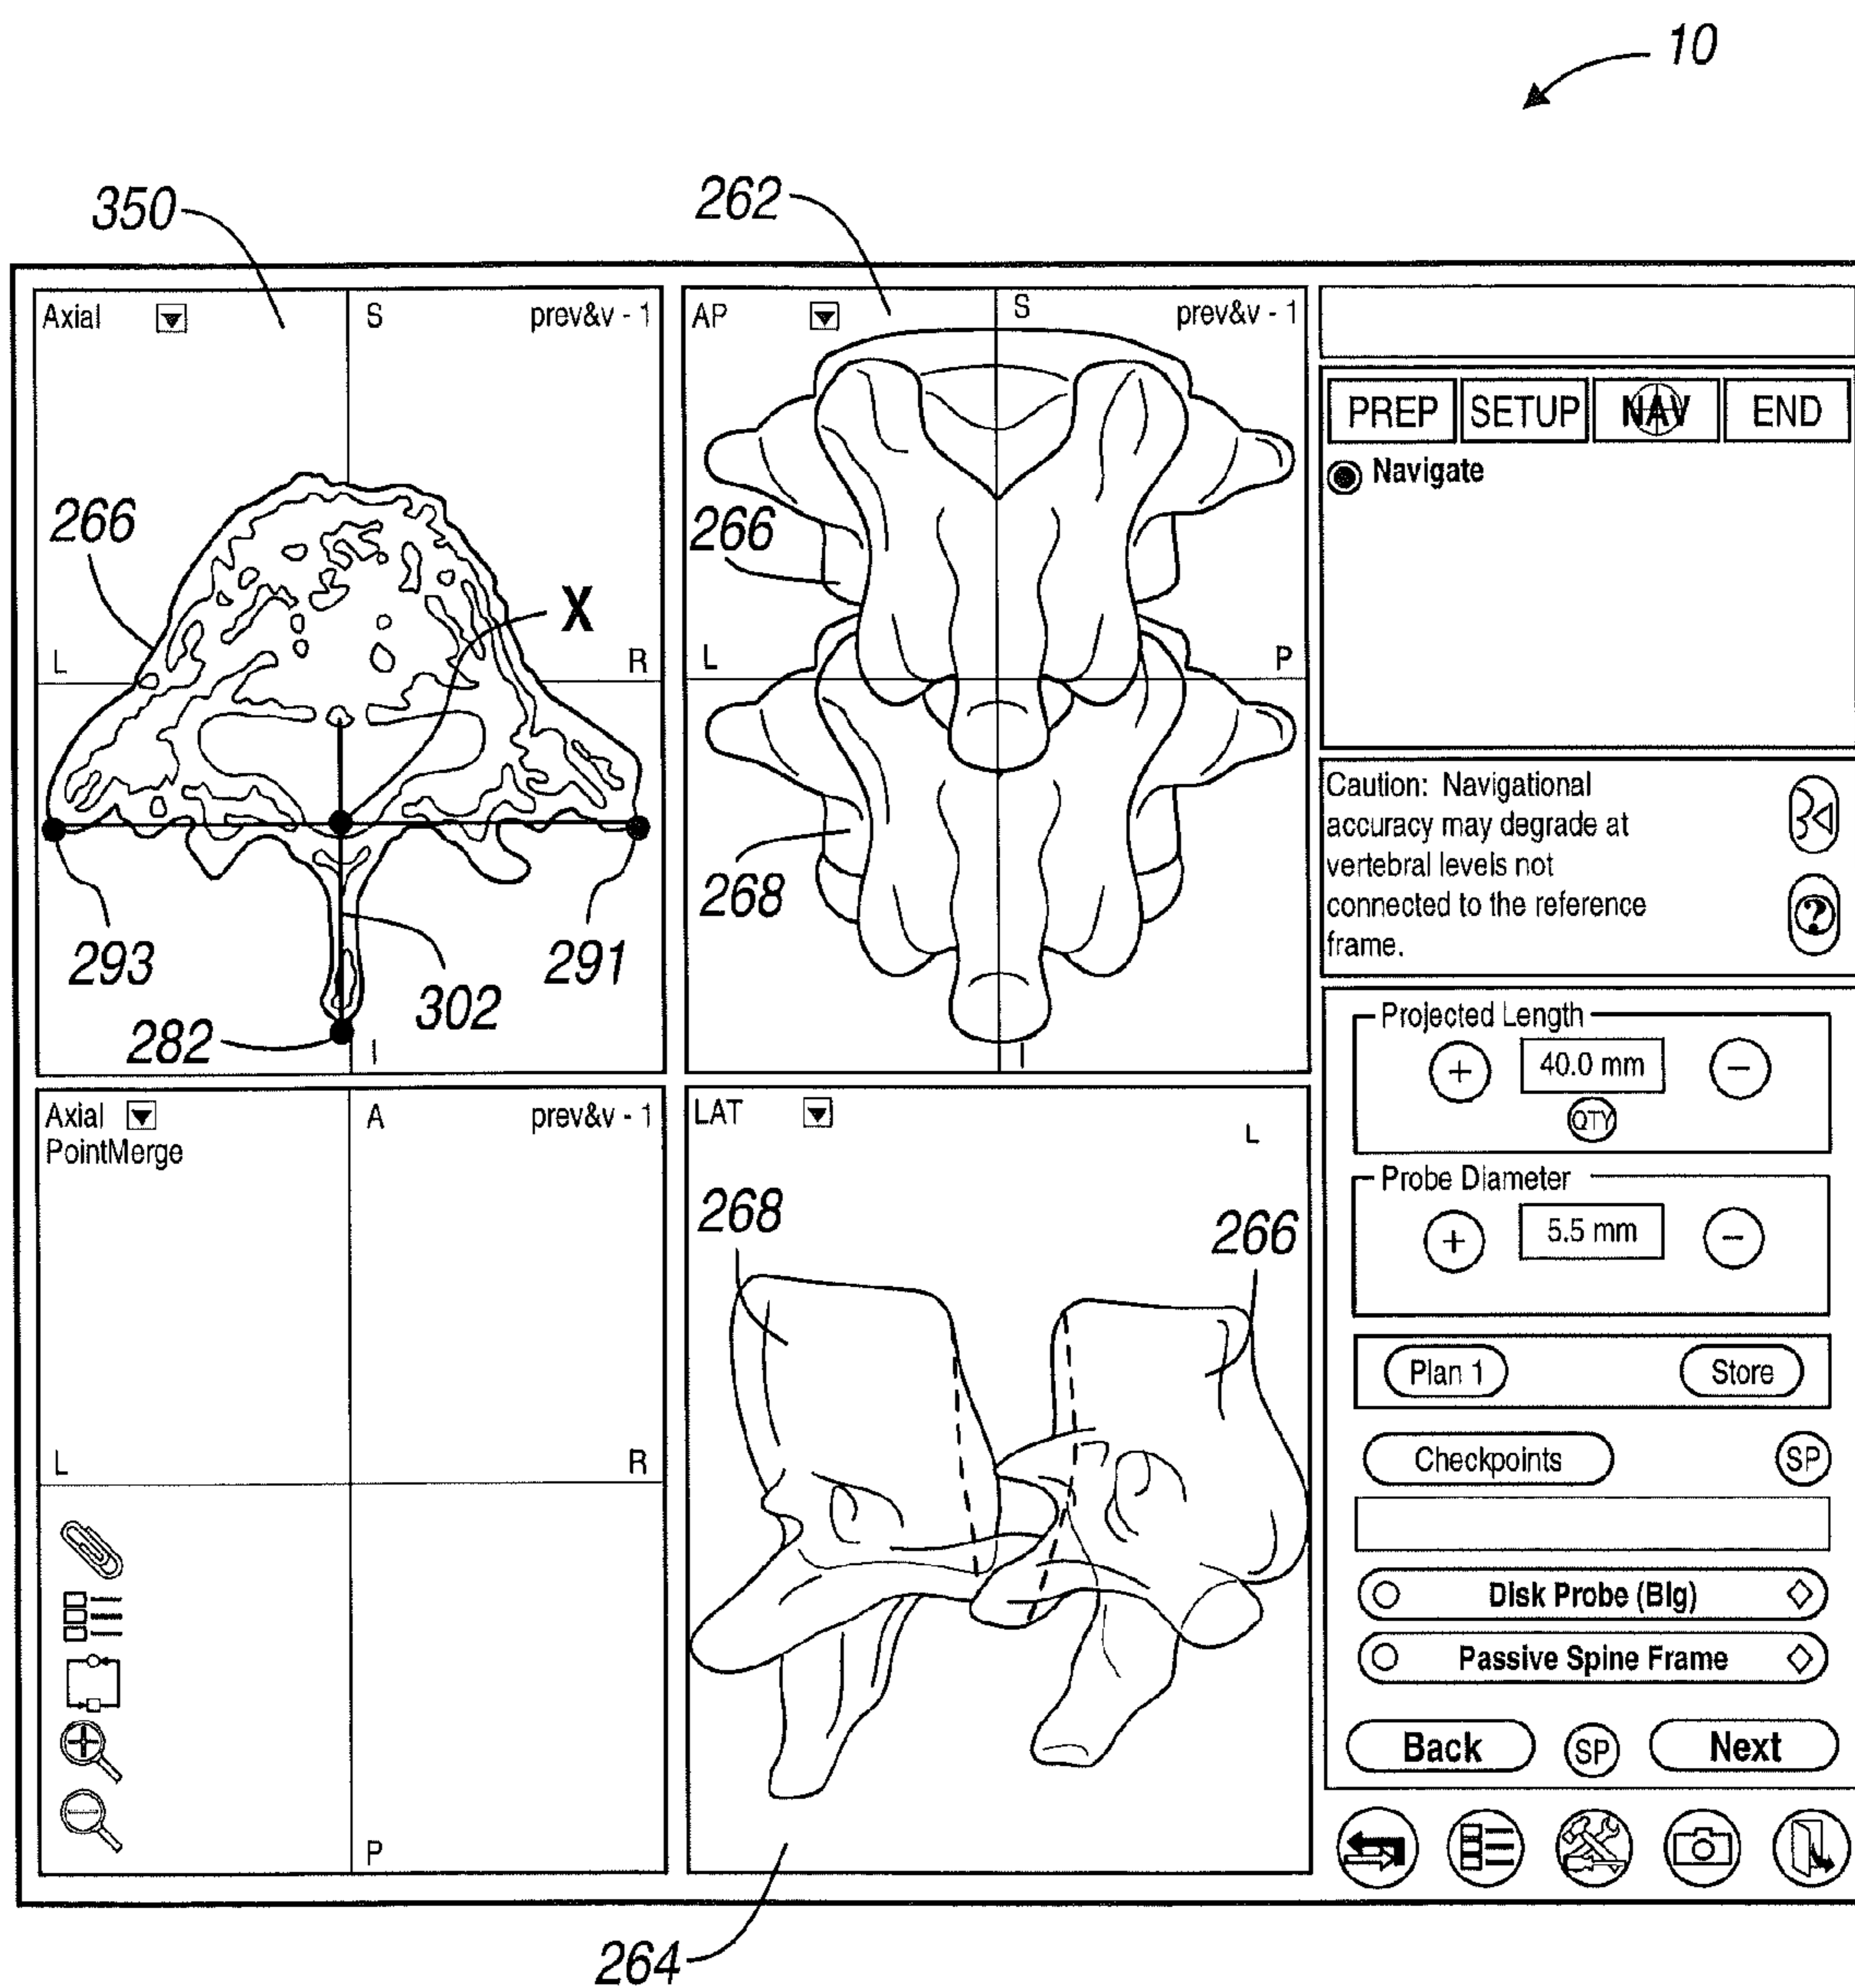 10
350
262
Axial
S
prev&v - 1
266
L
X
R
293
291
302
282
I
AP
S
prev&v - 1
266
L
P
268
I
PREP SETUP NAV END
Navigate
Caution: Navigational
accuracy may degrade at
vertebral levels not
connected to the reference
frame.
?
Axial
PointMerge
A
prev&v - 1
L
R
P
LAT
L
268
266
264
Projected Length
+ 40.0 mm −
QTY
Probe Diameter
+ 5.5 mm −
Plan 1 Store
Checkpoints SP
Disk Probe (Blg)
Passive Spine Frame
Back SP Next